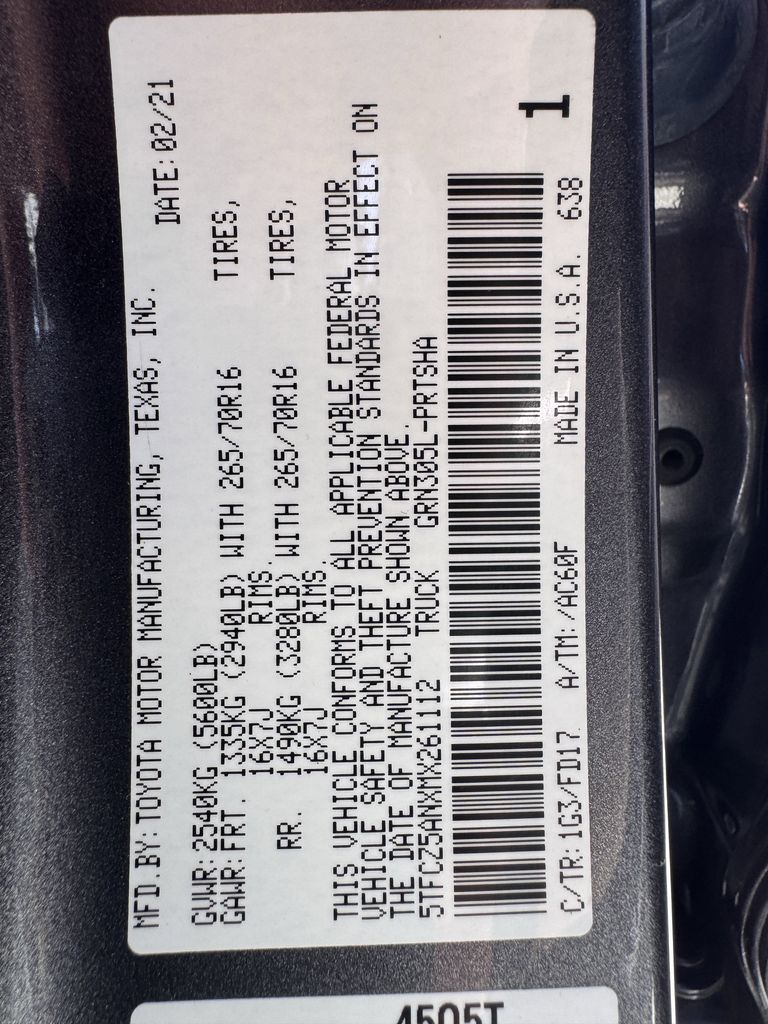 MFD.BY:TOYOTA MOTOR MANUFACTURING, TEXAS, INC.
DATE:02/21
GVWR:2540KG (5600LB)
GAWR:FRT. 1335KG (2940LB) WITH 265/70R16 TIRES,
16X7J RIMS.
RR. 1490KG (3280LB) WITH 265/70R16 TIRES,
16X7J RIMS.
THIS VEHICLE CONFORMS TO ALL APPLICABLE FEDERAL MOTOR
VEHICLE SAFETY AND THEFT PREVENTION STANDARDS IN EFFECT ON
THE DATE OF MANUFACTURE SHOWN ABOVE.
5TFCZ5ANXMX261112 TRUCK GRN305L-PRTSHA
1
C/TR:1G3/FD17 A/TM:/AC60F MADE IN U.S.A. 638